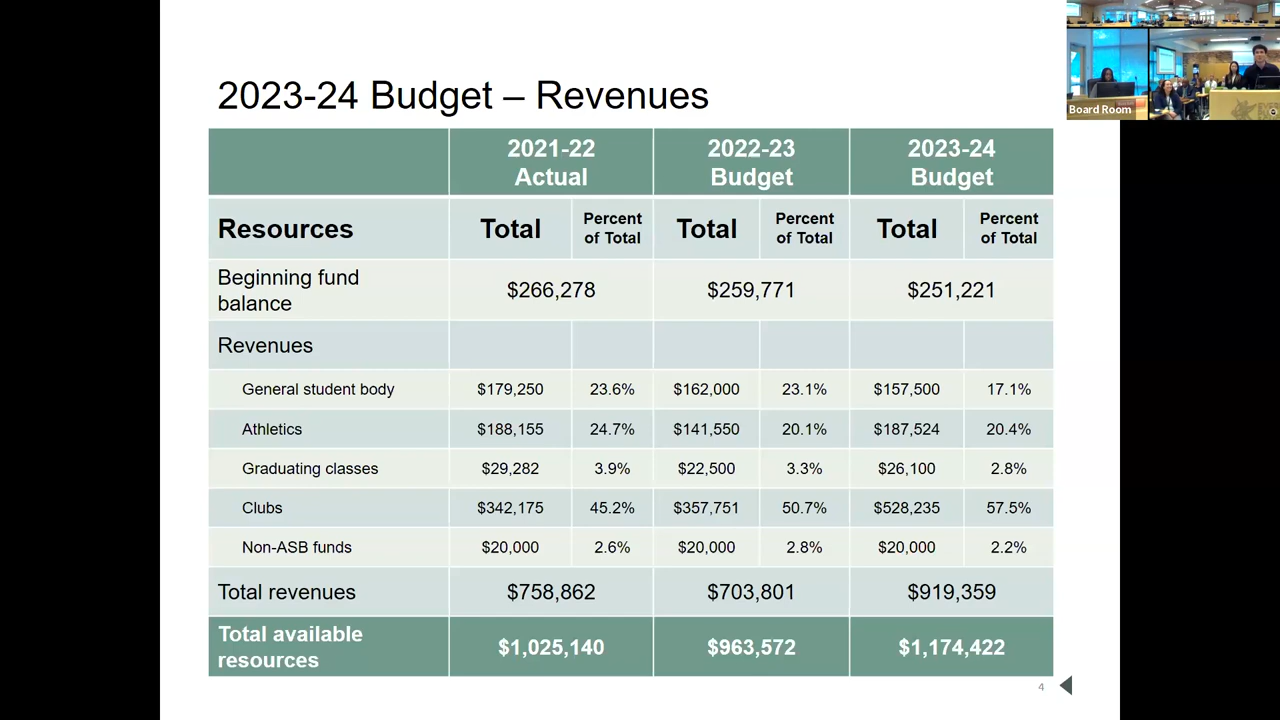 2023-24 Budget – Revenues
2021-22 Actual 2022-23 Budget 2023-24 Budget
Resources Total Percent of Total Total Percent of Total Total Percent of Total
Beginning fund balance $266,278 $259,771 $251,221
Revenues
General student body $179,250 23.6% $162,000 23.1% $157,500 17.1%
Athletics $188,155 24.7% $141,550 20.1% $187,524 20.4%
Graduating classes $29,282 3.9% $22,500 3.3% $26,100 2.8%
Clubs $342,175 45.2% $357,751 50.7% $528,235 57.5%
Non-ASB funds $20,000 2.6% $20,000 2.8% $20,000 2.2%
Total revenues $758,862 $703,801 $919,359
Total available resources $1,025,140 $963,572 $1,174,422
4
Board Room